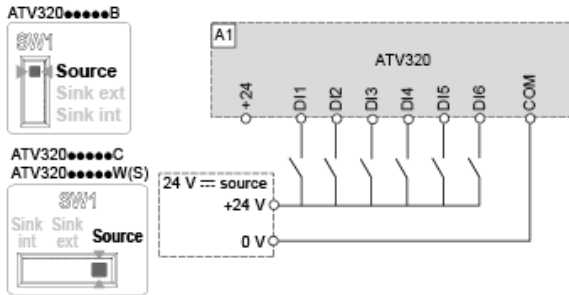 ATV320●●●●●B
SW1
Source
Sink ext
Sink int
ATV320●●●●●C
ATV320●●●●●W(S)
SW1
Sink int
Sink ext
Source
A1
ATV320
+24
DI1
DI2
DI3
DI4
DI5
DI6
COM
24 V ⎓ source
+24 V
0 V